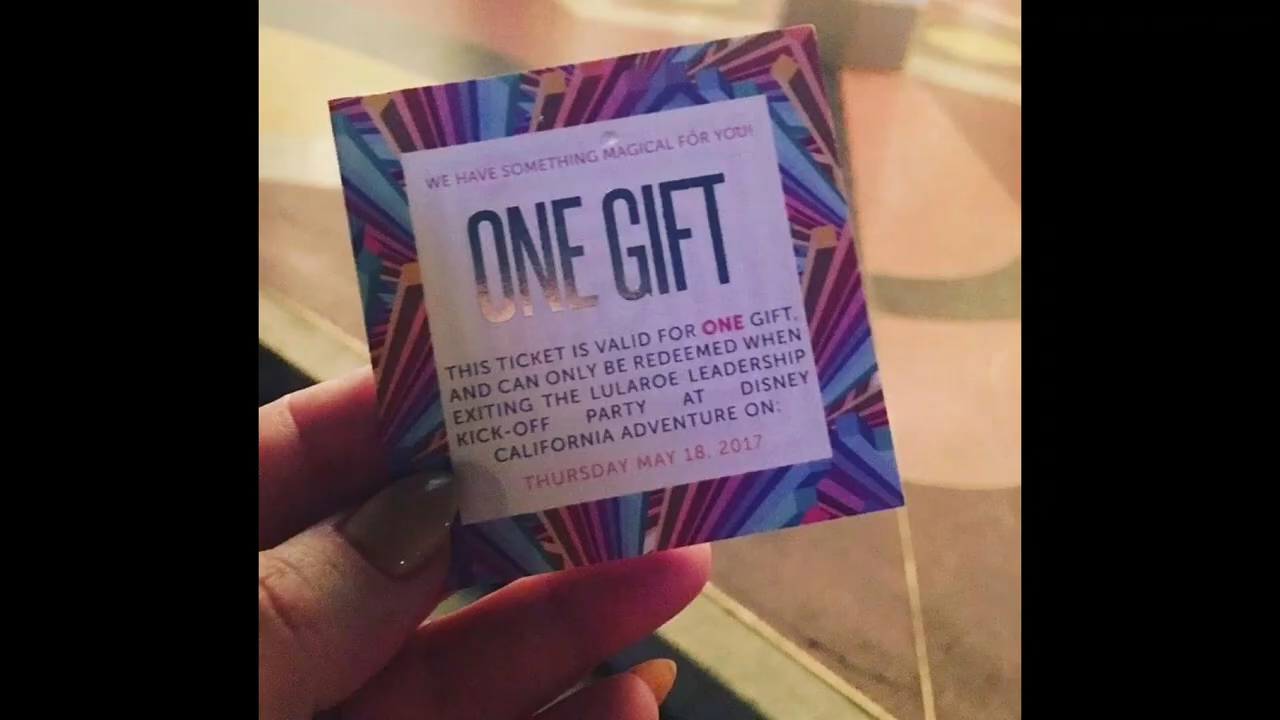 WE HAVE SOMETHING MAGICAL FOR YOU!
ONE GIFT
THIS TICKET IS VALID FOR ONE GIFT,
AND CAN ONLY BE REDEEMED WHEN
EXITING THE LULAROE LEADERSHIP
KICK-OFF PARTY AT DISNEY
CALIFORNIA ADVENTURE ON:
THURSDAY MAY 18, 2017